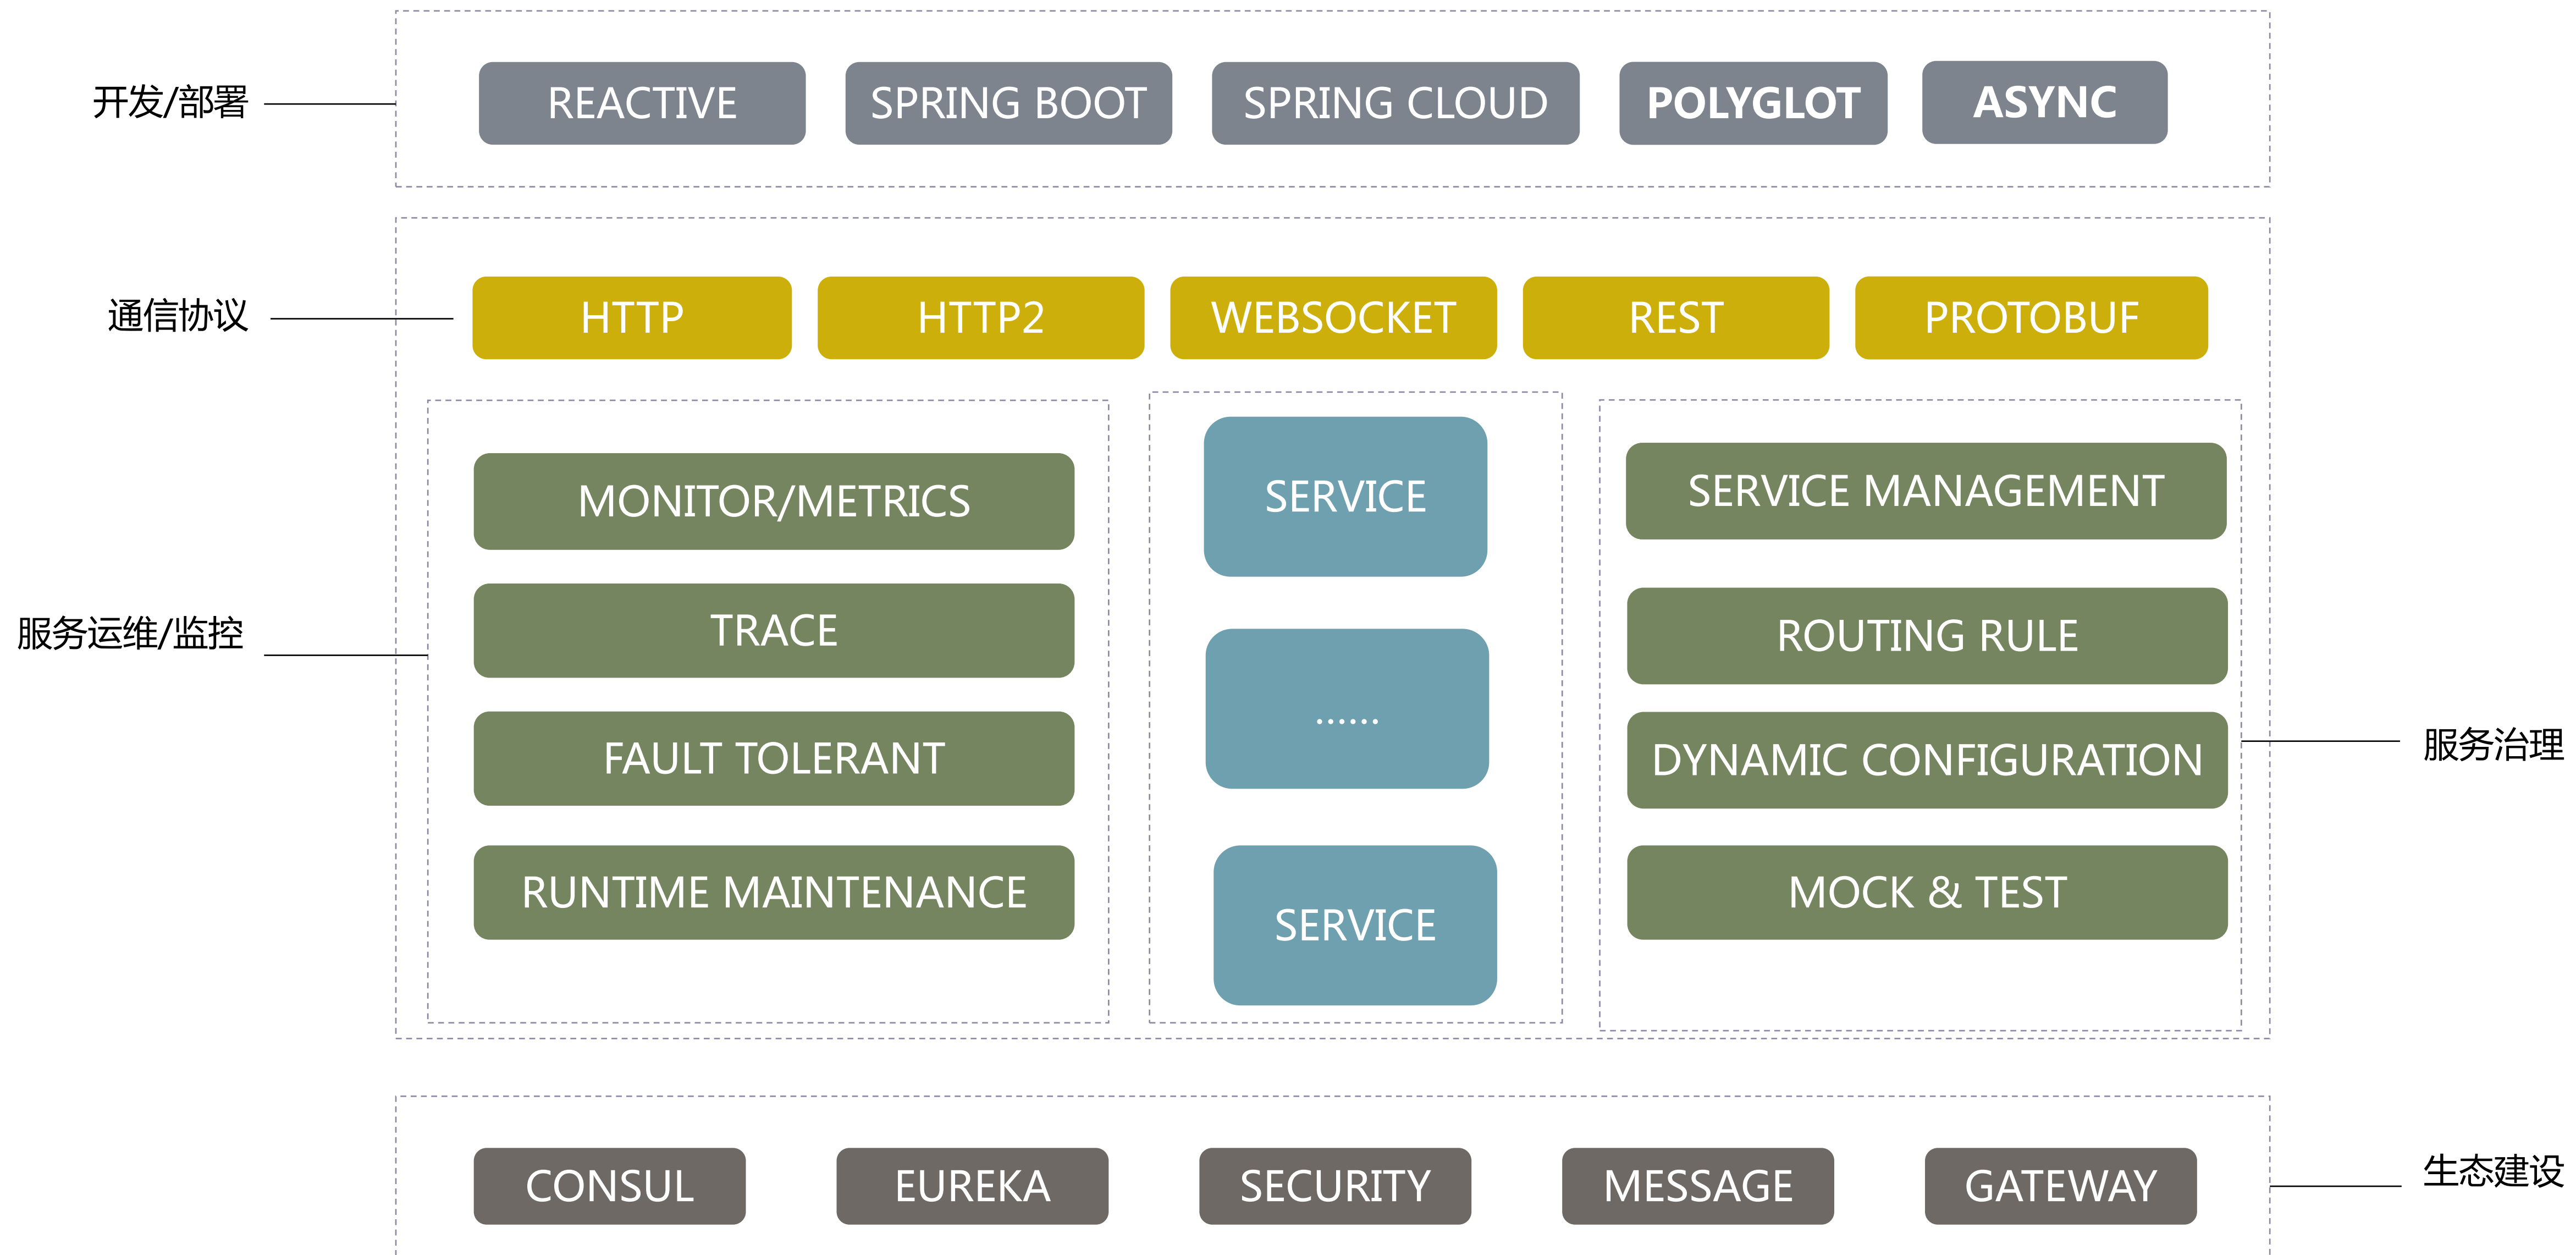 开发/部署
REACTIVE
SPRING BOOT
SPRING CLOUD
POLYGLOT
ASYNC
通信协议
HTTP
HTTP2
WEBSOCKET
REST
PROTOBUF
服务运维/监控
MONITOR/METRICS
TRACE
FAULT TOLERANT
RUNTIME MAINTENANCE
SERVICE
......
SERVICE
SERVICE MANAGEMENT
ROUTING RULE
DYNAMIC CONFIGURATION
MOCK & TEST
服务治理
CONSUL
EUREKA
SECURITY
MESSAGE
GATEWAY
生态建设